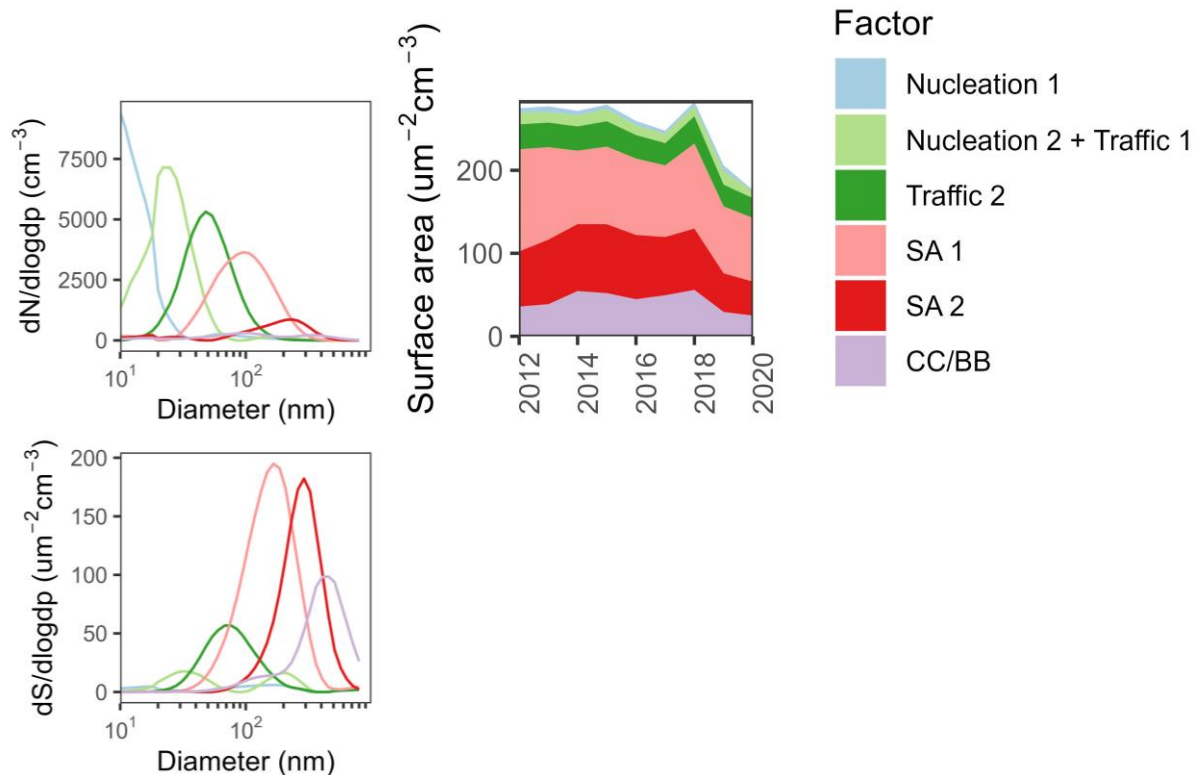 dN/dlogdp (cm⁻³)
7500
5000
2500
0
10¹
10²
Diameter (nm)
Surface area (um⁻²cm⁻³)
200
100
0
2012
2014
2016
2018
2020
Factor
Nucleation 1
Nucleation 2 + Traffic 1
Traffic 2
SA 1
SA 2
CC/BB
dS/dlogdp (um⁻²cm⁻³)
200
150
100
50
0
10¹
10²
Diameter (nm)